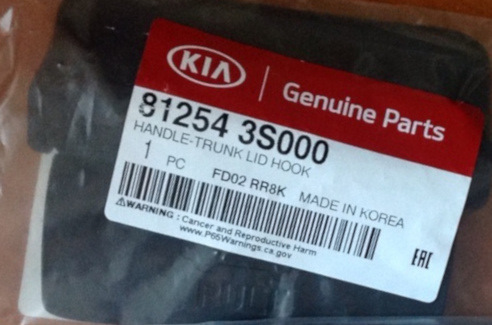 KIA | Genuine Parts
81254 3S000
HANDLE-TRUNK LID HOOK
1 PC FD02 RR8K MADE IN KOREA
⚠WARNING : Cancer and Reproductive Harm
www.P65Warnings.ca.gov
EAC
PULL